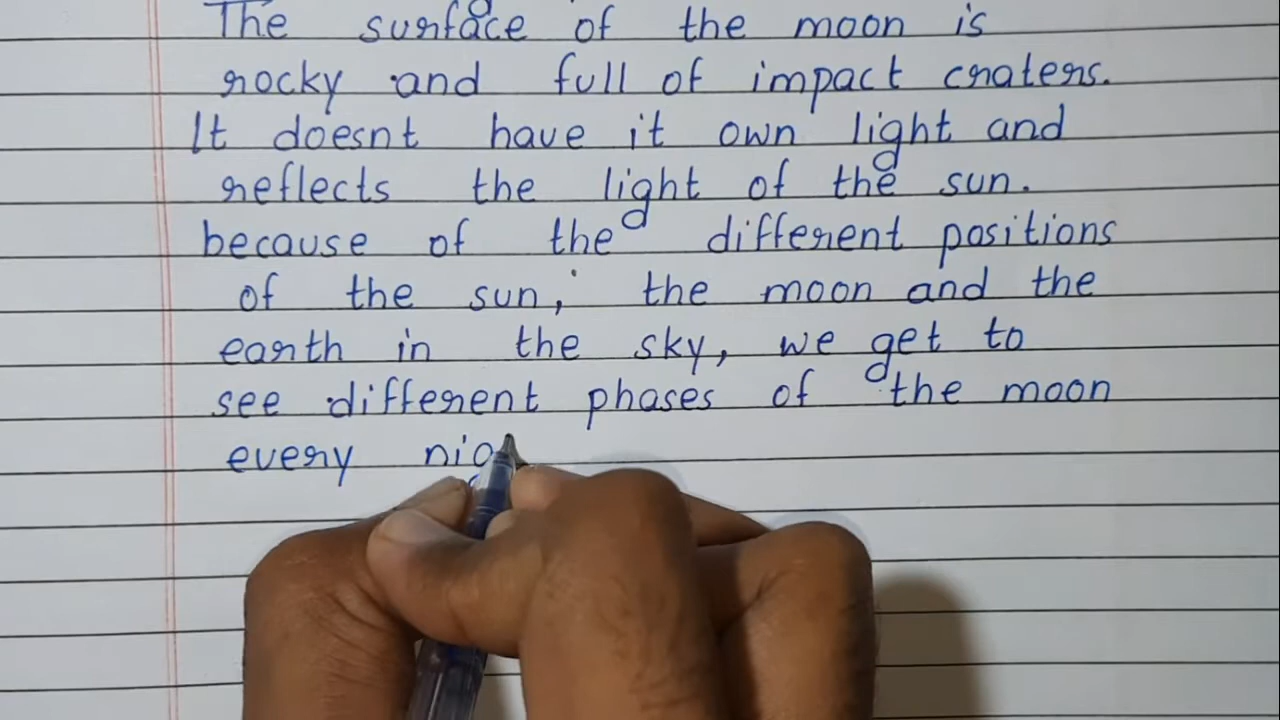 The surface of the moon is
rocky and full of impact craters.
It doesnt have it own light and
reflects the light of the sun.
because of the different positions
of the sun, the moon and the
earth in the sky, we get to
see different phases of the moon
every nig